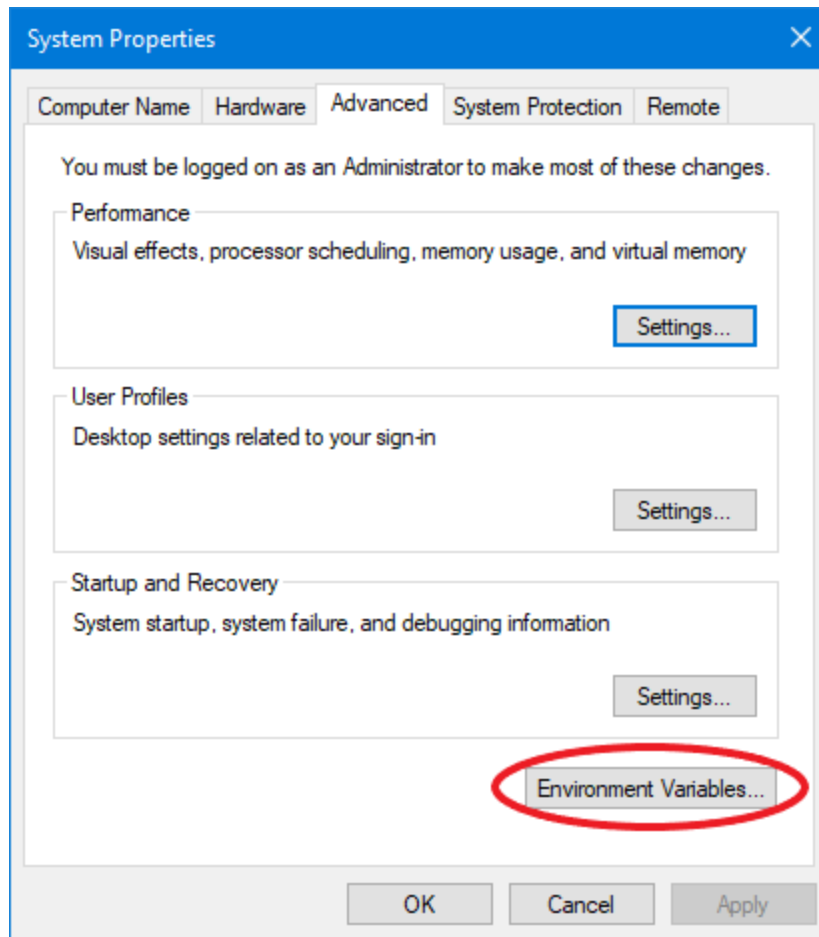 System Properties
Computer Name Hardware Advanced System Protection Remote
You must be logged on as an Administrator to make most of these changes.
Performance
Visual effects, processor scheduling, memory usage, and virtual memory
Settings...
User Profiles
Desktop settings related to your sign-in
Settings...
Startup and Recovery
System startup, system failure, and debugging information
Settings...
Environment Variables...
OK Cancel Apply